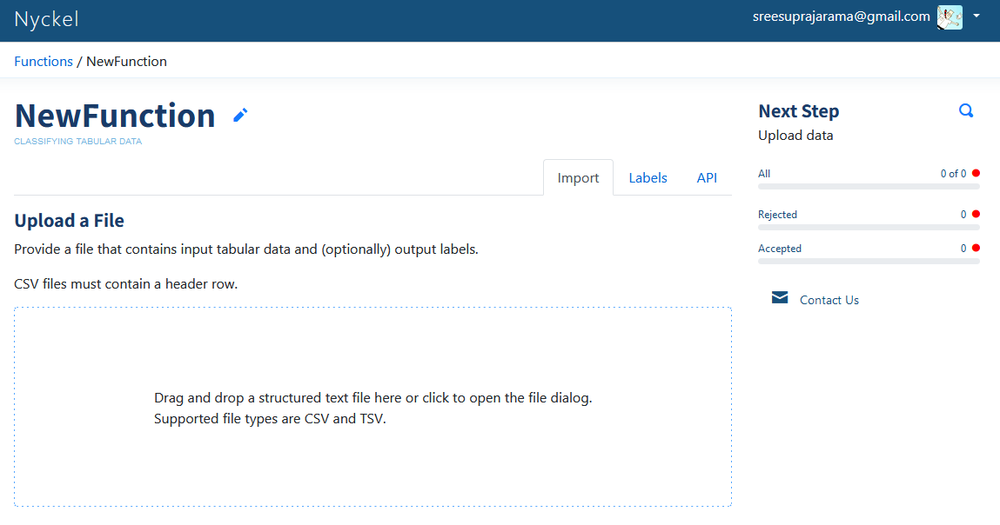 Nyckel
sreesuprajarama@gmail.com
Functions / NewFunction
NewFunction
CLASSIFYING TABULAR DATA
Import
Labels
API
Upload a File
Provide a file that contains input tabular data and (optionally) output labels.
CSV files must contain a header row.
Drag and drop a structured text file here or click to open the file dialog.
Supported file types are CSV and TSV.
Next Step
Upload data
All 0 of 0
Rejected 0
Accepted 0
Contact Us